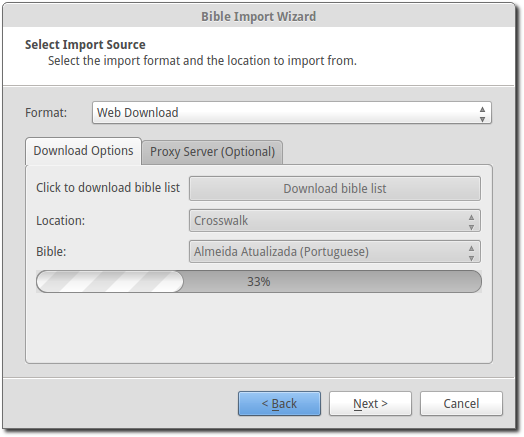 Bible Import Wizard
Select Import Source
Select the import format and the location to import from.
Format: Web Download
Download Options Proxy Server (Optional)
Click to download bible list Download bible list
Location: Crosswalk
Bible: Almeida Atualizada (Portuguese)
33%
< Back Next > Cancel